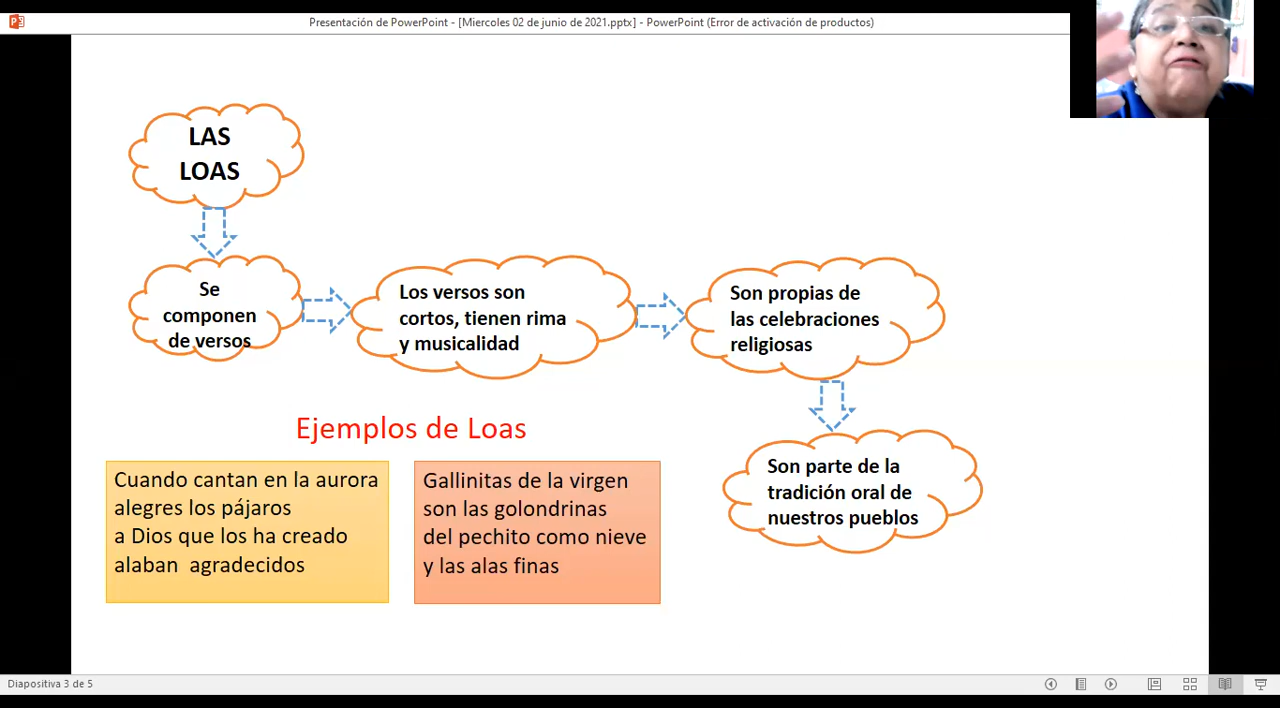 Presentación de PowerPoint - [Miercoles 02 de junio de 2021.pptx] - PowerPoint (Error de activación de productos)
LAS
LOAS
Se
componen
de versos
Los versos son
cortos, tienen rima
y musicalidad
Son propias de
las celebraciones
religiosas
Son parte de la
tradición oral de
nuestros pueblos
Ejemplos de Loas
Cuando cantan en la aurora
alegres los pájaros
a Dios que los ha creado
alaban agradecidos
Gallinitas de la virgen
son las golondrinas
del pechito como nieve
y las alas finas
Diapositiva 3 de 5